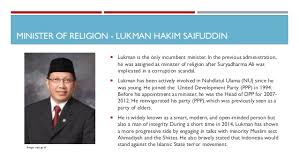 MINISTER OF RELIGION - LUKMAN HAKIM SAIFUDDIN
Lukman is the only incumbent minister. In the previous administration,
he was assigned as minister of religion after Suryadharma Ali was
implicated in a corruption scandal.
Lukman has been actively involved in Nahdlatul Ulama (NU) since he
was young. He joined the United Development Party (PPP) in 1994.
Before his appointment as minister, he was the Head of DPP 2007-
2012. He reinvigorated his party (PPP), which was previously seen as a
party of elders.
He is widely known as a smart, modern, and open-minded person but
also a man of integrity. During a short time in 2014, Lukman has shown
a more progressive side by engaging in talks with minority Muslim sect
Ahmadiyah and the Shiites. He also bravely stated that Indonesia would
stand against the Islamic State terror movement.